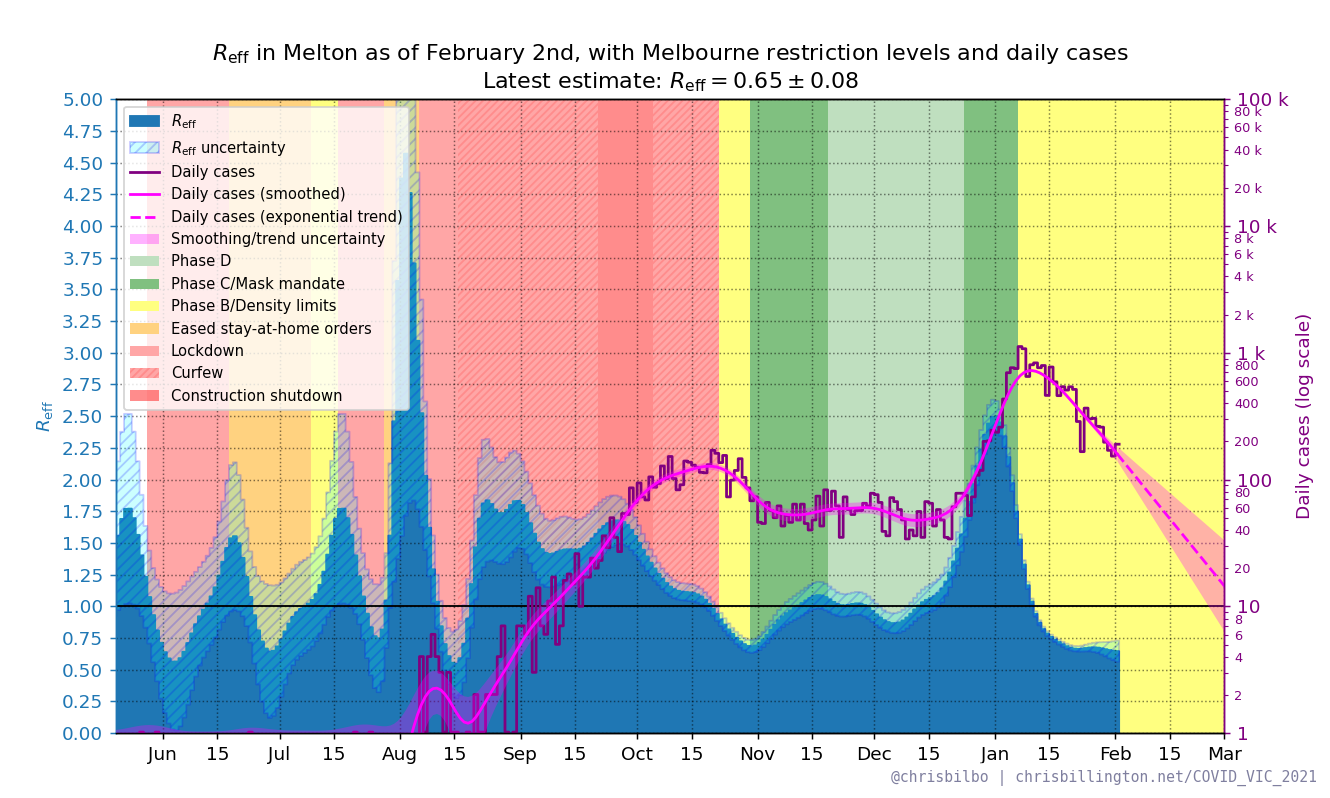 Reff in Melton as of February 2nd, with Melbourne restriction levels and daily cases
Latest estimate: Reff = 0.65 ± 0.08
5.00
4.75
4.50
4.25
4.00
3.75
3.50
3.25
3.00
2.75
2.50
2.25
2.00
1.75
1.50
1.25
1.00
0.75
0.50
0.25
0.00
Reff
Reff
Reff uncertainty
Daily cases
Daily cases (smoothed)
Daily cases (exponential trend)
Smoothing/trend uncertainty
Phase D
Phase C/Mask mandate
Phase B/Density limits
Eased stay-at-home orders
Lockdown
Curfew
Construction shutdown
100 k
80 k
60 k
40 k
20 k
10 k
8 k
6 k
4 k
2 k
1 k
800
600
400
200
100
80
60
40
20
10
8
6
4
2
1
Daily cases (log scale)
Jun 15 Jul 15 Aug 15 Sep 15 Oct 15 Nov 15 Dec 15 Jan 15 Feb 15 Mar
@chrisbilbo | chrisbillington.net/COVID_VIC_2021